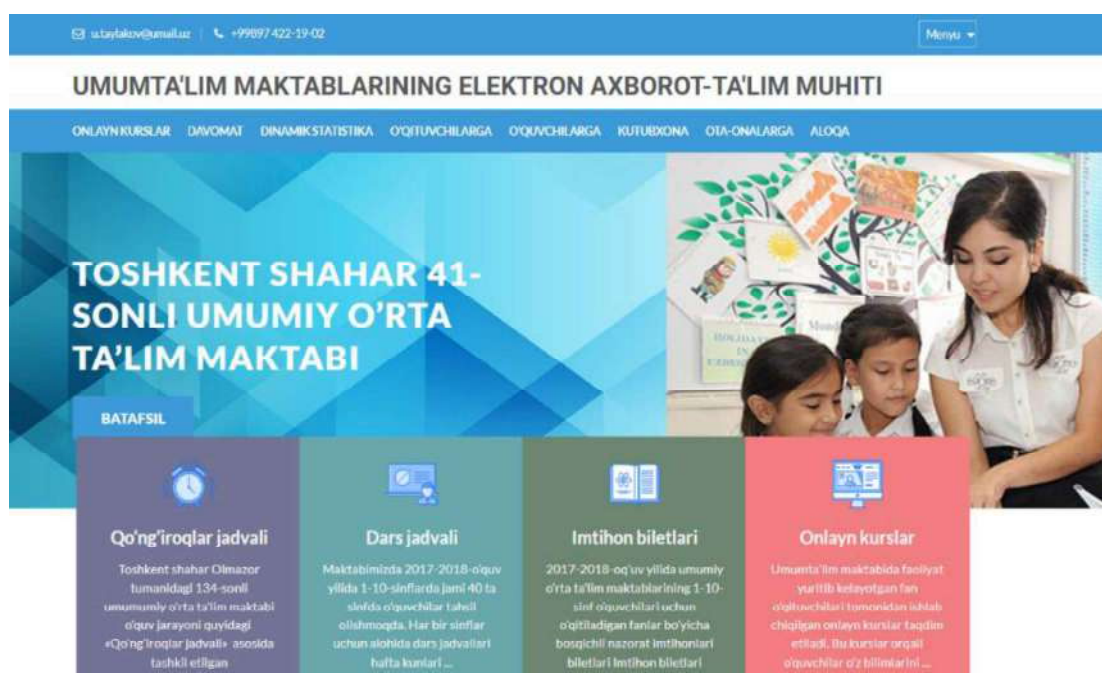 u.taylakov@umail.uz | +99897 422-19-02 Menyu
UMUMTA'LIM MAKTABLARINING ELEKTRON AXBOROT-TA'LIM MUHITI
ONLAYN KURSLAR DAVOMAT DINAMIK STATISTIKA O'QITUVCHILARGA O'QUVCHILARGA KUTUBXONA OTA-ONALARGA ALOQA
TOSHKENT SHAHAR 41-
SONLI UMUMIY O'RTA
TA'LIM MAKTABI
BATAFSIL
Qo'ng'iroqlar jadvali
Toshkent shahar Olmazor
tumanidagi 134-sonli
umumumiy o'rta ta'lim maktabi
o'quv jarayoni quyidagi
«Qo'ng'iroqlar jadvali» asosida
tashkil etilgan
Dars jadvali
Maktabimizda 2017-2018-o'quv
yilida 1-10-sinflarda jami 40 ta
sinfda o'quvchilar tahsil
olishmoqda. Har bir sinflar
uchun alohida dars jadvallari
hafta kunlari ...
Imtihon biletlari
2017-2018-oq'uv yilida umumiy
o'rta ta'lim maktablarining 1-10-
sinf o'quvchilari uchun
o'qitiladigan fanlar bo'yicha
bosqichli nazorat imtihonlari
biletlari Imtihon biletlari
Onlayn kurslar
Umumta'lim maktabida faoliyat
yuritib kelayotgan fan
o'qituvchilari tomonidan ishlab
chiqilgan onlayn kurslar taqdim
etiladi. Bu kurslar orqali
o'quvchilar o'z bilimlarini ...